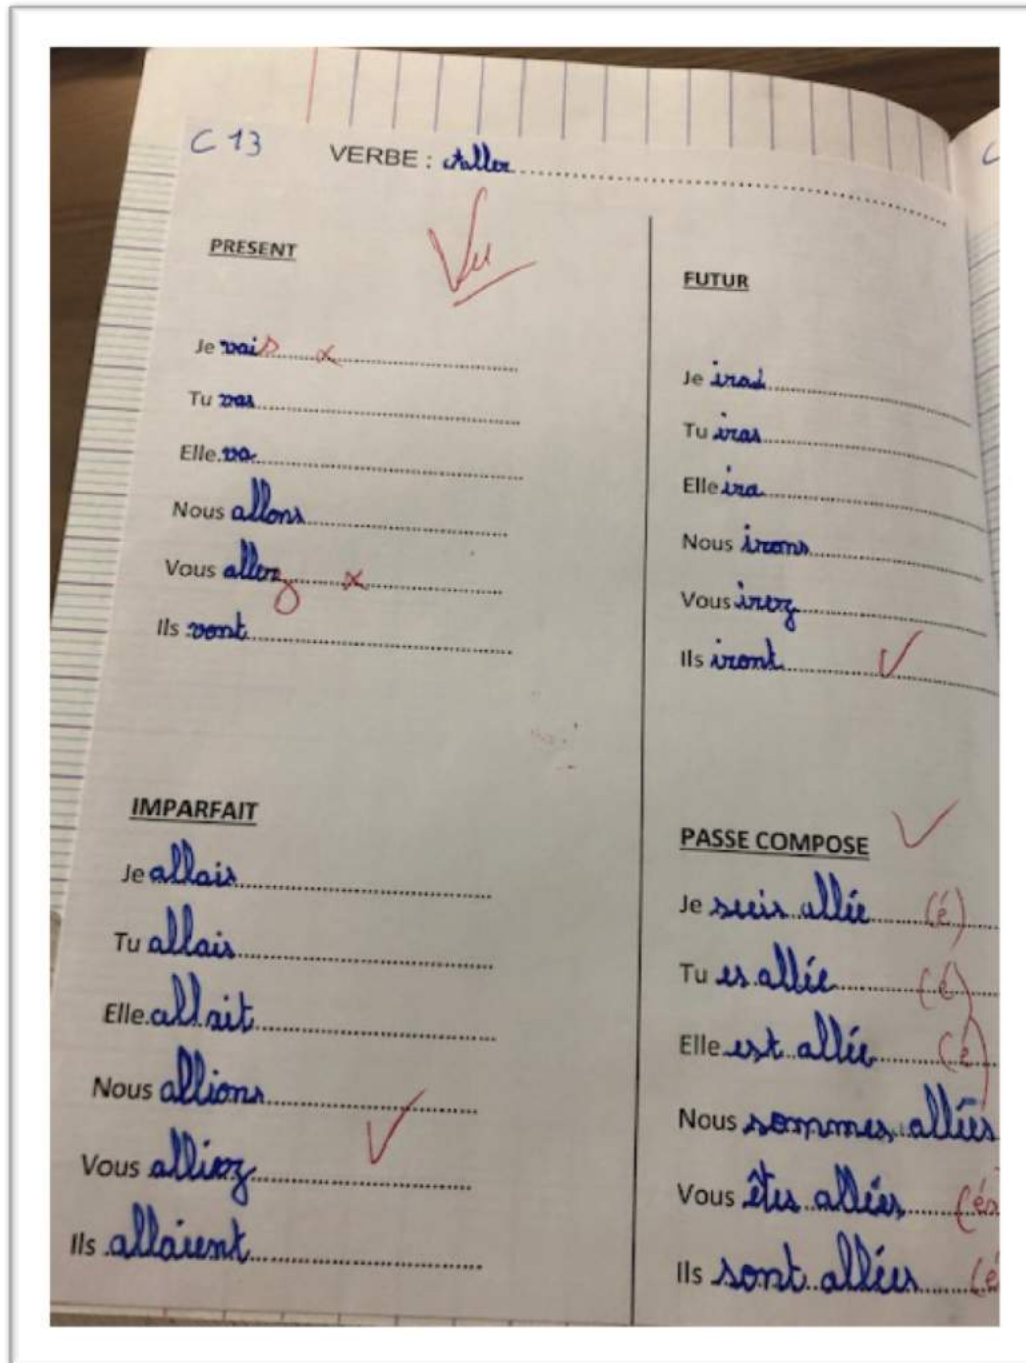 C 13
VERBE : Aller
Vu
PRESENT
Je vais x
Tu vas
Elle va
Nous allons
Vous allez x
Ils vont
FUTUR
Je irai
Tu iras
Elle ira
Nous irons
Vous irez
Ils iront
IMPARFAIT
Je allais
Tu allais
Elle allait
Nous allions
Vous alliez
Ils allaient
PASSE COMPOSE
Je suis allée (é)
Tu es allée (é)
Elle est allée (é)
Nous sommes allées
Vous êtes allées (és
Ils sont allées (é